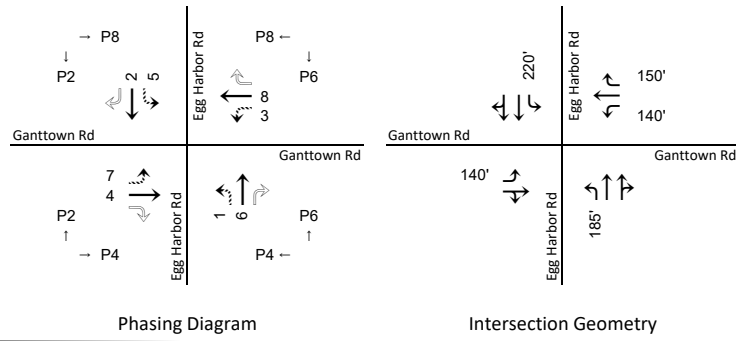 → P8
↓
P2
2 5
Egg Harbor Rd
P8 ←
↓
P6
8
3
Ganttown Rd
Ganttown Rd
7
4
P2
↑
→ P4
Egg Harbor Rd
1 6
P6
↑
P4 ←
Phasing Diagram
220'
Egg Harbor Rd
150'
140'
Ganttown Rd
Ganttown Rd
140'
Egg Harbor Rd
185'
Intersection Geometry